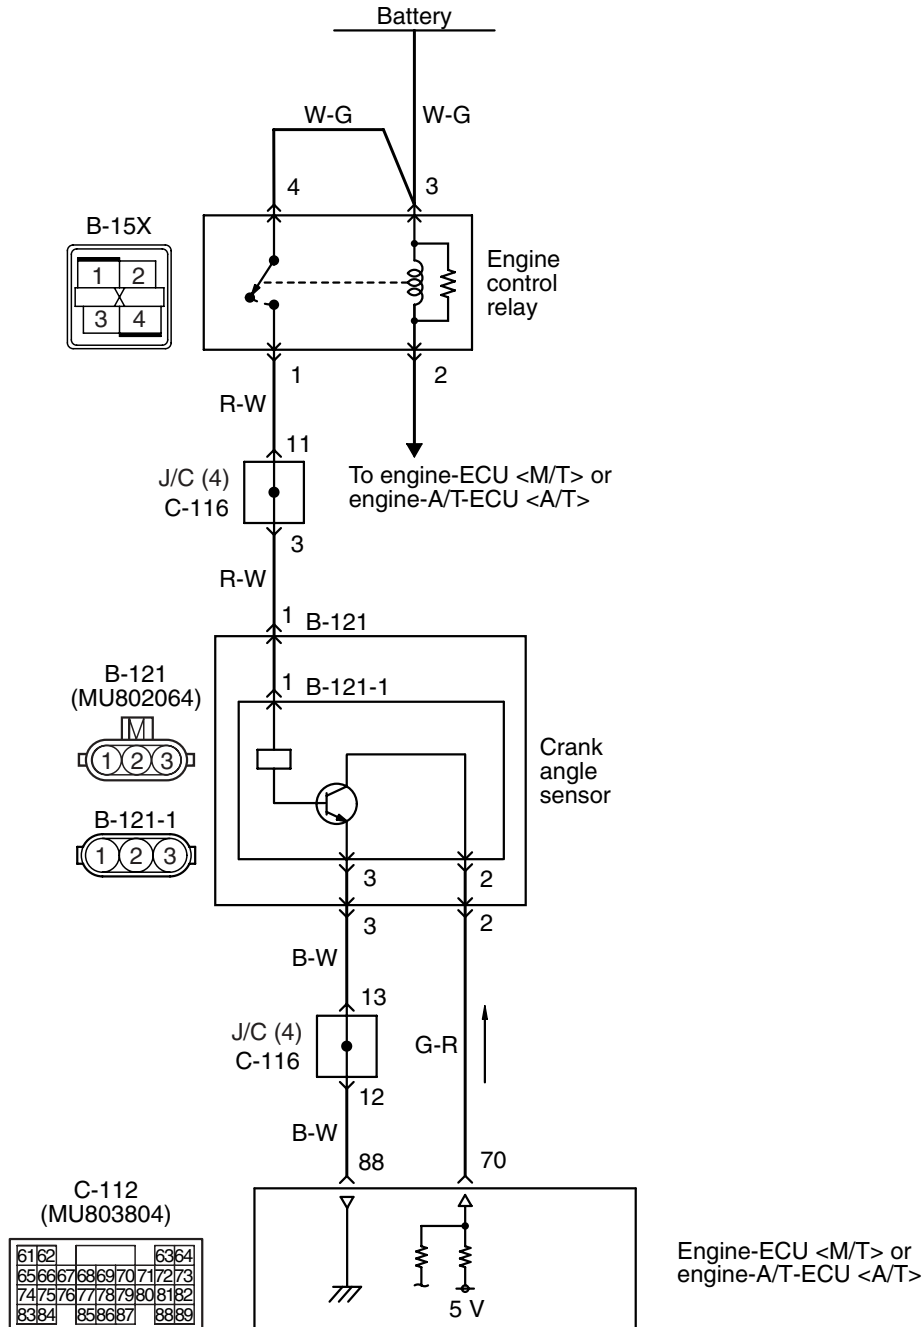 Battery
W-G
W-G
4
3
B-15X
1 2
X
3 4
Engine
control
relay
1
2
R-W
11
J/C (4)
C-116
To engine-ECU <M/T> or
engine-A/T-ECU <A/T>
3
R-W
1 B-121
B-121
(MU802064)
1 2 3
1 B-121-1
Crank
angle
sensor
B-121-1
1 2 3
3
2
3
2
B-W
13
J/C (4)
C-116
G-R
12
B-W
88
70
C-112
(MU803804)
61 62 63 64
65 66 67 68 69 70 71 72 73
74 75 76 77 78 79 80 81 82
83 84 85 86 87 88 89
5 V
Engine-ECU <M/T> or
engine-A/T-ECU <A/T>